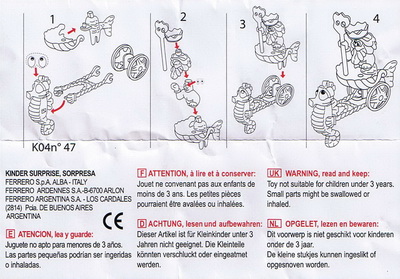 1
2
3
4
K04n° 47
KINDER SURPRISE, SORPRESA
FERRERO S.p.A. ALBA - ITALY
FERRERO ARDENNES S.A.-B-6700 ARLON
FERRERO ARGENTINA S.A. - LOS CARDALES
(2814) Pcia. DE BUENOS AIRES
ARGENTINA
CE
E ATENCION, lea y guarde:
Juguete no apto para menores de 3 años.
Las partes pequeñas podrían ser ingeridas
o inhaladas.
F ATTENTION, à lire et à conserver:
Jouet ne convenant pas aux enfants
de moins de 3 ans. Les petites pièces
pourraient être avalées ou inhalées.
D ACHTUNG, lesen und aufbewahren:
Dieser Artikel ist für Kleinkinder unter 3
Jahren nicht geeignet. Die Kleinteile
könnten verschluckt oder eingeatmet
werden.
UK WARNING, read and keep:
Toy not suitable for children under 3 years.
Small parts might be swallowed or
inhaled.
NL OPGELET, lezen en bewaren:
Dit voorwerp is niet geschikt voor kinderen
onder de 3 jaar.
De kleine stukjes kunnen ingeslikt of
opgesnoven worden.